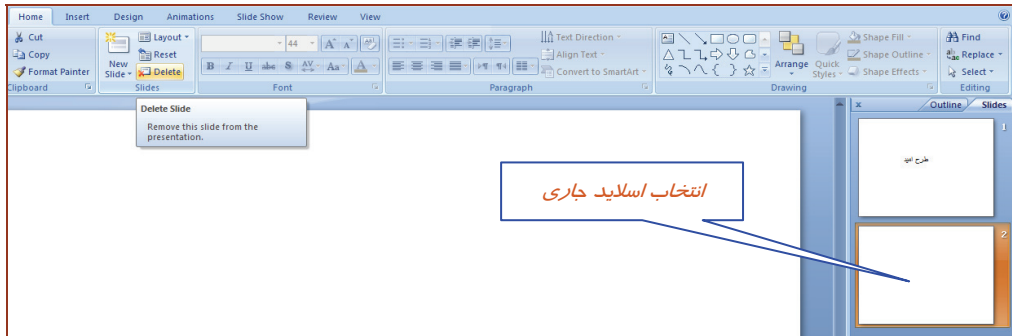 Home Insert Design Animations Slide Show Review View
Cut
Copy
Format Painter
Clipboard
New
Slide
Layout
Reset
Delete
Slides
44
B I U abc S AV Aa A
Font
Text Direction
Align Text
Convert to SmartArt
Paragraph
Arrange
Quick
Styles
Shape Fill
Shape Outline
Shape Effects
Drawing
Find
Replace
Select
Editing
Delete Slide
Remove this slide from the
presentation.
Outline Slides
1
2
انتخاب اسلاید جاری